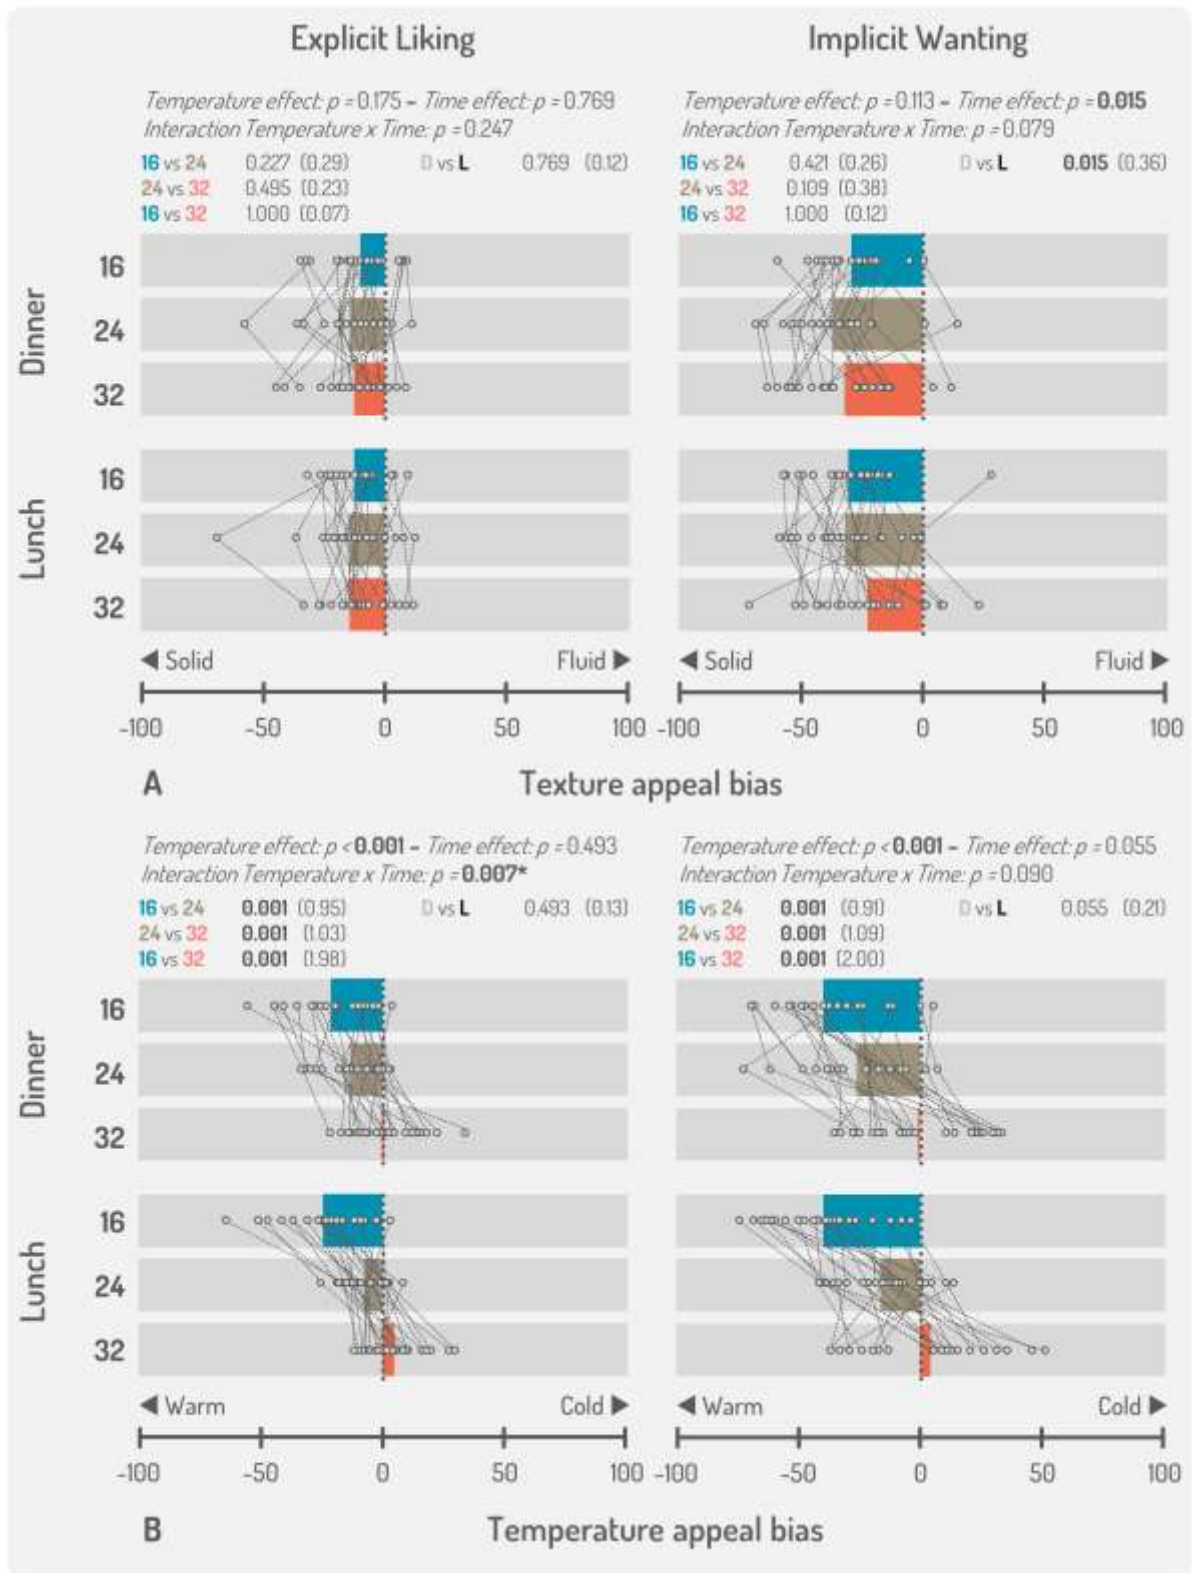 Explicit Liking
Implicit Wanting
Temperature effect: p = 0.175 – Time effect: p = 0.769
Interaction Temperature x Time: p = 0.247
16 vs 24 0.227 (0.29) D vs L 0.769 (0.12)
24 vs 32 0.495 (0.23)
16 vs 32 1.000 (0.07)
Temperature effect: p = 0.113 – Time effect: p = 0.015
Interaction Temperature x Time: p = 0.079
16 vs 24 0.421 (0.26) D vs L 0.015 (0.36)
24 vs 32 0.109 (0.38)
16 vs 32 1.000 (0.12)
Dinner
16
24
32
Lunch
16
24
32
◀ Solid Fluid ▶
◀ Solid Fluid ▶
-100 -50 0 50 100
-100 -50 0 50 100
A Texture appeal bias
Temperature effect: p < 0.001 – Time effect: p = 0.493
Interaction Temperature x Time: p = 0.007*
16 vs 24 0.001 (0.95) D vs L 0.493 (0.13)
24 vs 32 0.001 (1.03)
16 vs 32 0.001 (1.98)
Temperature effect: p < 0.001 – Time effect: p = 0.055
Interaction Temperature x Time: p = 0.090
16 vs 24 0.001 (0.91) D vs L 0.055 (0.21)
24 vs 32 0.001 (1.09)
16 vs 32 0.001 (2.00)
Dinner
16
24
32
Lunch
16
24
32
◀ Warm Cold ▶
◀ Warm Cold ▶
-100 -50 0 50 100
-100 -50 0 50 100
B Temperature appeal bias